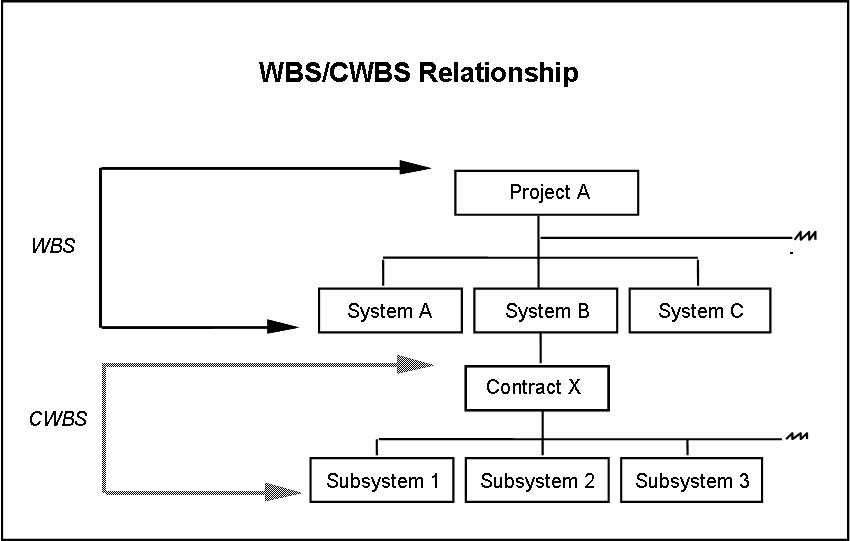 WBS/CWBS Relationship
Project A
WBS
System A
System B
System C
Contract X
CWBS
Subsystem 1
Subsystem 2
Subsystem 3